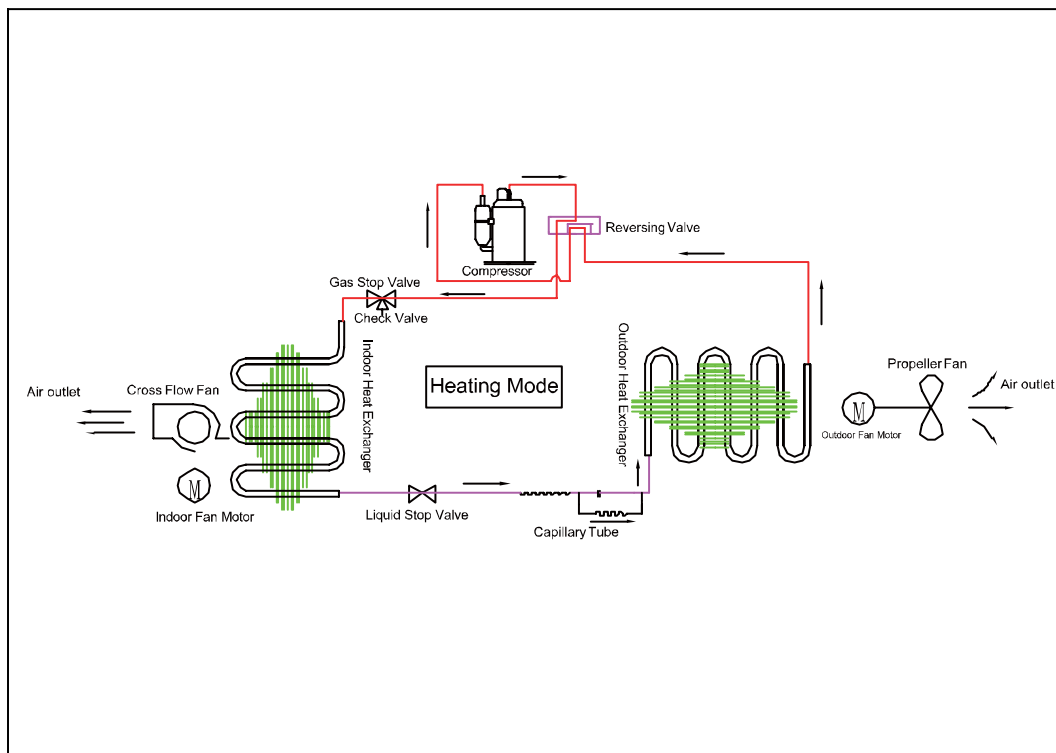 Reversing Valve
Compressor
Gas Stop Valve
Check Valve
Indoor Heat Exchanger
Outdoor Heat Exchanger
Heating Mode
Cross Flow Fan
Air outlet
M
Indoor Fan Motor
Propeller Fan
Air outlet
M
Outdoor Fan Motor
Liquid Stop Valve
Capillary Tube